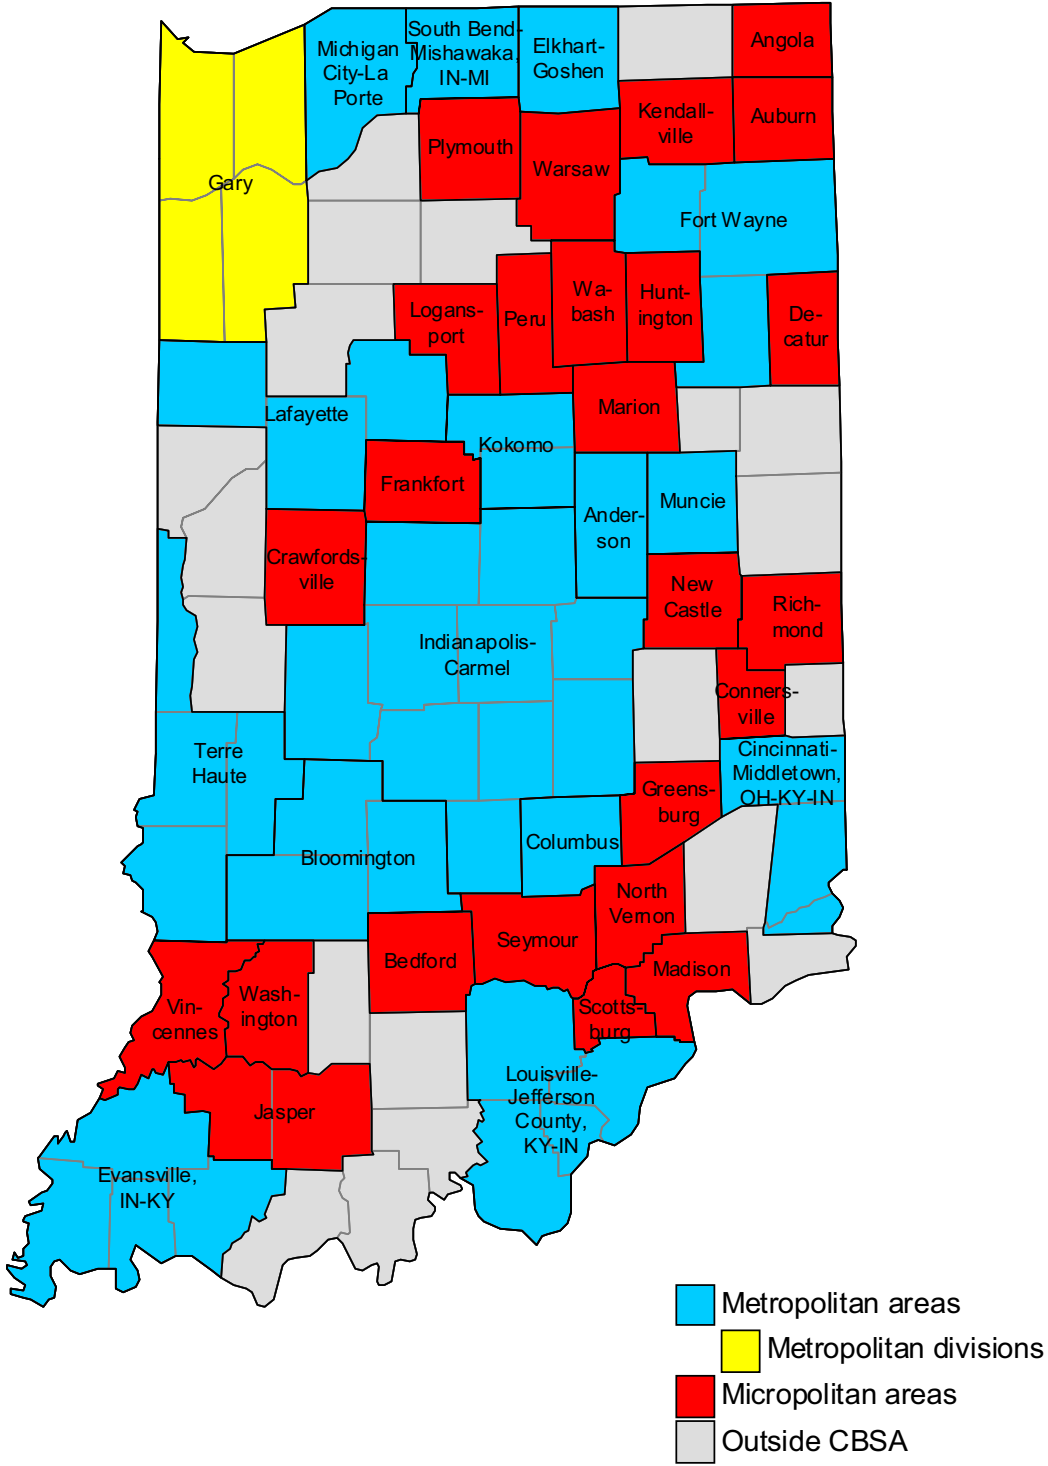 Michigan
City-La
Porte
South Bend-
Mishawaka,
IN-MI
Elkhart-
Goshen
Angola
Kendall-
ville
Auburn
Plymouth
Warsaw
Gary
Fort Wayne
Logans-
port
Peru
Wa-
bash
Hunt-
ington
De-
catur
Lafayette
Marion
Kokomo
Frankfort
Ander-
son
Muncie
Crawfords-
ville
New
Castle
Rich-
mond
Indianapolis-
Carmel
Conners-
ville
Terre
Haute
Cincinnati-
Middletown,
OH-KY-IN
Greens-
burg
Columbus
Bloomington
North
Vernon
Seymour
Bedford
Madison
Vin-
cennes
Wash-
ington
Scotts-
burg
Louisville-
Jefferson
County,
KY-IN
Jasper
Evansville,
IN-KY
Metropolitan areas
Metropolitan divisions
Micropolitan areas
Outside CBSA